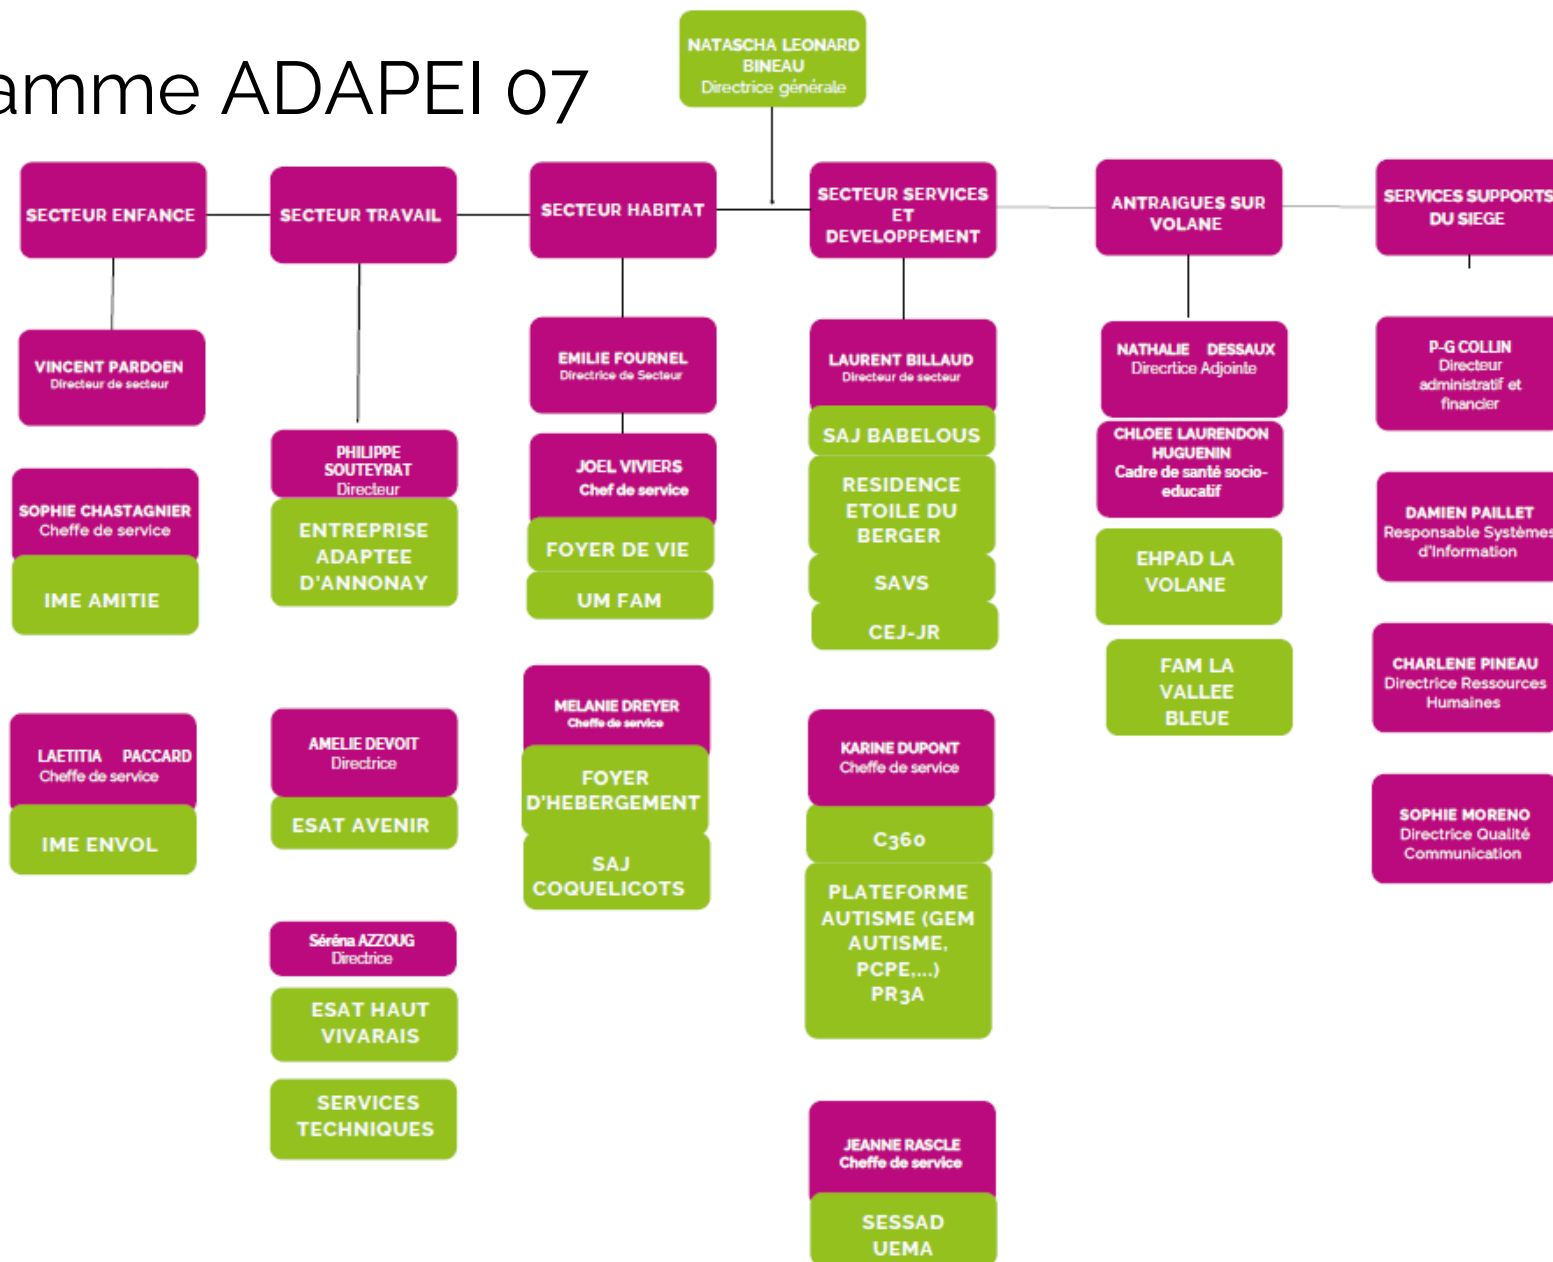 amme ADAPEI 07
NATASCHA LEONARD
BINEAU
Directrice générale
SECTEUR ENFANCE
VINCENT PARDOEN
Directeur de secteur
SOPHIE CHASTAGNIER
Cheffe de service
IME AMITIE
LAETITIA PACCARD
Cheffe de service
IME ENVOL
SECTEUR TRAVAIL
PHILIPPE
SOUTEYRAT
Directeur
ENTREPRISE
ADAPTEE
D'ANNONAY
AMELIE DEVOIT
Directrice
ESAT AVENIR
Séréna AZZOUG
Directrice
ESAT HAUT
VIVARAIS
SERVICES
TECHNIQUES
SECTEUR HABITAT
EMILIE FOURNEL
Directrice de Secteur
JOEL VIVIERS
Chef de service
FOYER DE VIE
UM FAM
MELANIE DREYER
Cheffe de service
FOYER
D'HEBERGEMENT
SAJ
COQUELICOTS
SECTEUR SERVICES
ET
DEVELOPPEMENT
LAURENT BILLAUD
Directeur de secteur
SAJ BABELOUS
RESIDENCE
ETOILE DU
BERGER
SAVS
CEJ-JR
KARINE DUPONT
Cheffe de service
C360
PLATEFORME
AUTISME (GEM
AUTISME,
PCPE,...)
PR3A
JEANNE RASCLE
Cheffe de service
SESSAD
UEMA
ANTRAIGUES SUR
VOLANE
NATHALIE DESSAUX
Direcrtice Adjointe
CHLOEE LAURENDON
HUGUENIN
Cadre de santé socio-
educatif
EHPAD LA
VOLANE
FAM LA
VALLEE
BLEUE
SERVICES SUPPORTS
DU SIEGE
P-G COLLIN
Directeur
administratif et
financier
DAMIEN PAILLET
Responsable Systèmes
d'Information
CHARLENE PINEAU
Directrice Ressources
Humaines
SOPHIE MORENO
Directrice Qualité
Communication